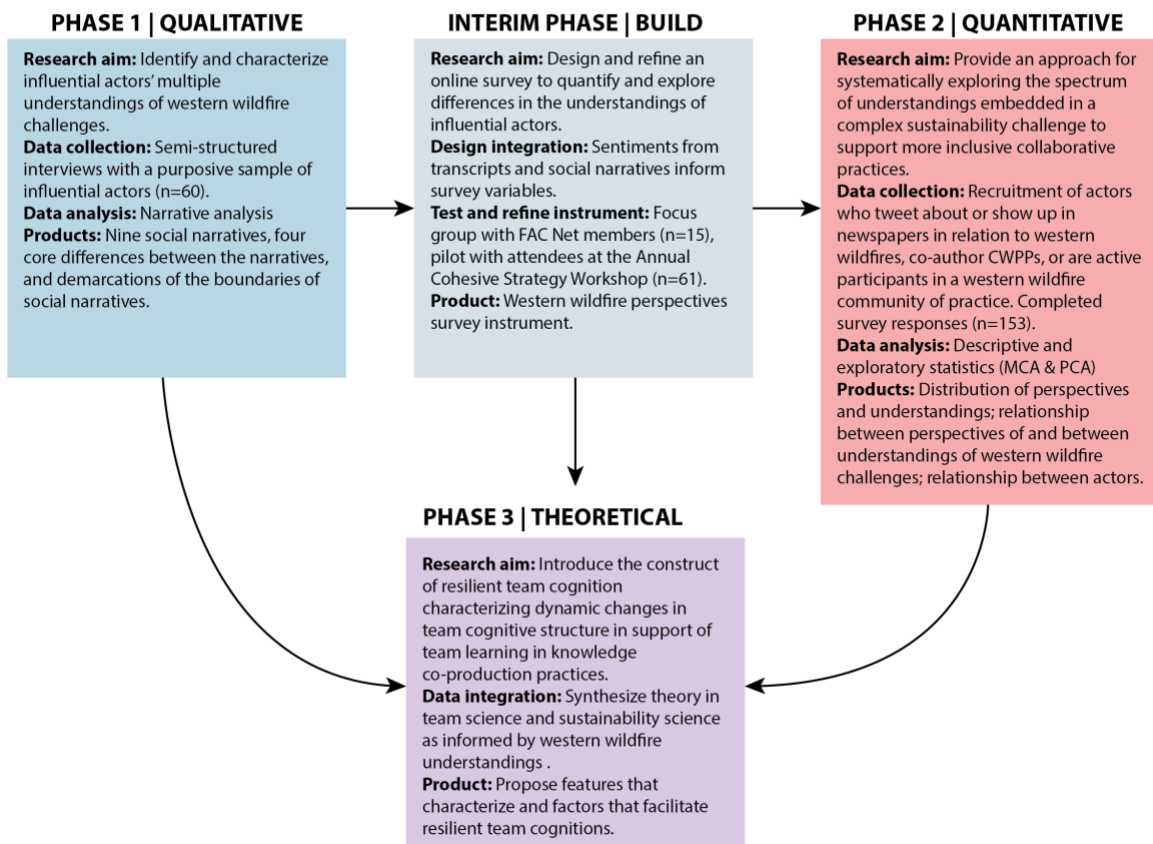 PHASE 1 | QUALITATIVE
Research aim: Identify and characterize
influential actors' multiple
understandings of western wildfire
challenges.
Data collection: Semi-structured
interviews with a purposive sample of
influential actors (n=60).
Data analysis: Narrative analysis
Products: Nine social narratives, four
core differences between the narratives,
and demarcations of the boundaries of
social narratives.
INTERIM PHASE | BUILD
Research aim: Design and refine an
online survey to quantify and explore
differences in the understandings of
influential actors.
Design integration: Sentiments from
transcripts and social narratives inform
survey variables.
Test and refine instrument: Focus
group with FAC Net members (n=15),
pilot with attendees at the Annual
Cohesive Strategy Workshop (n=61).
Product: Western wildfire perspectives
survey instrument.
PHASE 2 | QUANTITATIVE
Research aim: Provide an approach for
systematically exploring the spectrum
of understandings embedded in a
complex sustainability challenge to
support more inclusive collaborative
practices.
Data collection: Recruitment of actors
who tweet about or show up in
newspapers in relation to western
wildfires, co-author CWPPs, or are active
participants in a western wildfire
community of practice. Completed
survey responses (n=153).
Data analysis: Descriptive and
exploratory statistics (MCA & PCA)
Products: Distribution of perspectives
and understandings; relationship
between perspectives of and between
understandings of western wildfire
challenges; relationship between actors.
PHASE 3 | THEORETICAL
Research aim: Introduce the construct
of resilient team cognition
characterizing dynamic changes in
team cognitive structure in support of
team learning in knowledge
co-production practices.
Data integration: Synthesize theory in
team science and sustainability science
as informed by western wildfire
understandings .
Product: Propose features that
characterize and factors that facilitate
resilient team cognitions.